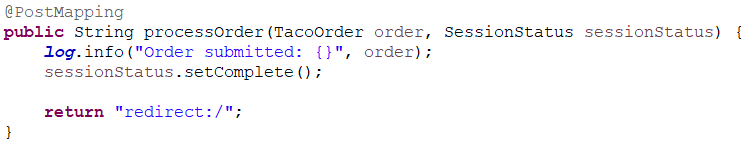 @PostMapping
public String processOrder(TacoOrder order, SessionStatus sessionStatus) {
    log.info("Order submitted: {}", order);
    sessionStatus.setComplete();

    return "redirect:/";
}